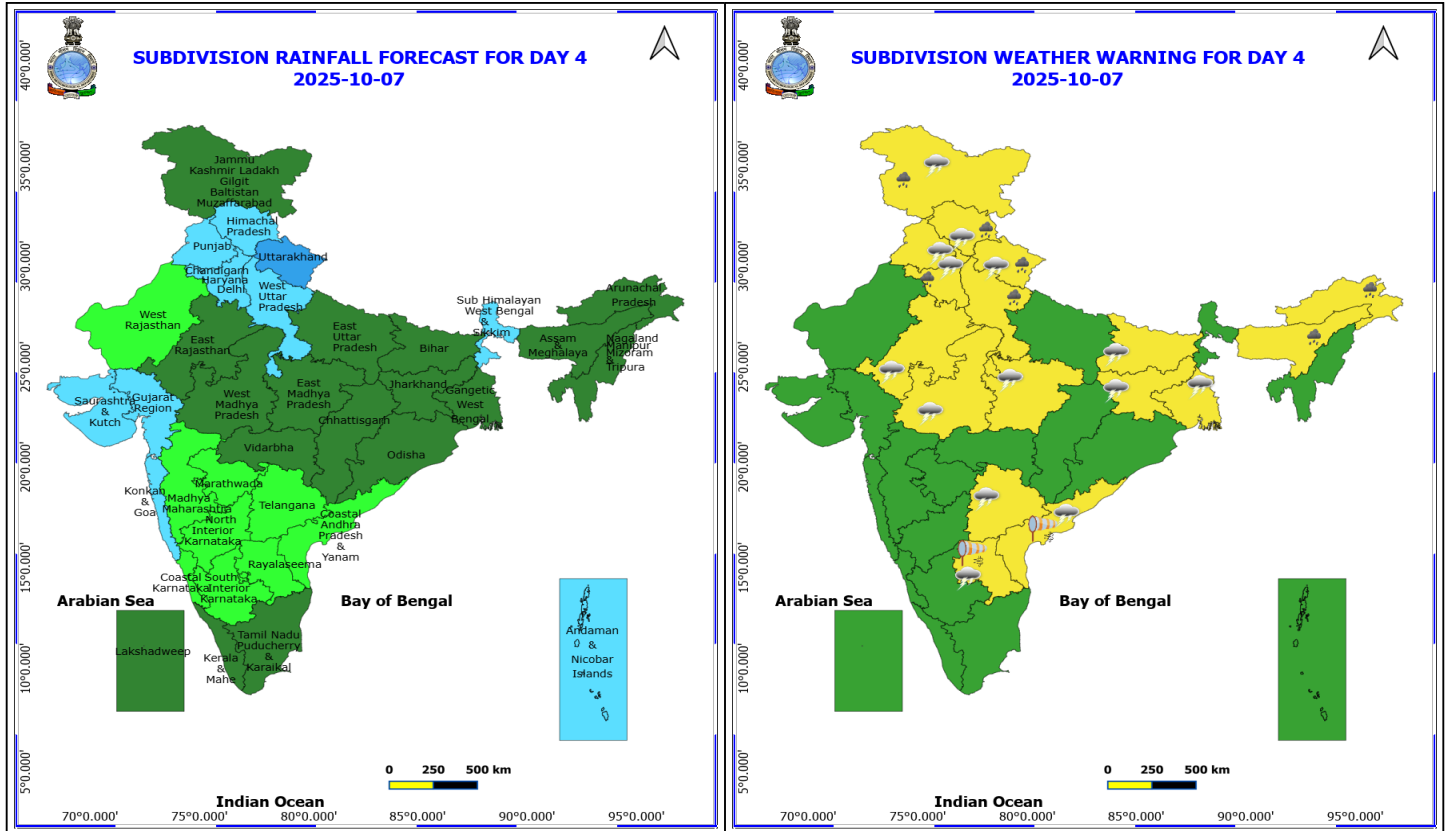 SUBDIVISION RAINFALL FORECAST FOR DAY 4
2025-10-07
40°0.000'
35°0.000'
30°0.000'
25°0.000'
20°0.000'
15°0.000'
10°0.000'
5°0.000'
Jammu
Kashmir Ladakh
Gilgit
Baltistan
Muzaffarabad
Himachal
Pradesh
Punjab
Uttarakhand
Chandigarh
Haryana
Delhi
West
Uttar
Pradesh
West
Rajasthan
East
Rajasthan
East
Uttar
Pradesh
Bihar
Sub Himalayan
West Bengal
&
Sikkim
Arunachal
Pradesh
Assam
&
Meghalaya
Nagaland
Manipur
Mizoram
&
Tripura
Saurashtra
&
Kutch
Gujarat
Region
West
Madhya
Pradesh
East
Madhya
Pradesh
Jharkhand
Gangetic
West
Bengal
Chhattisgarh
Vidarbha
Odisha
Konkan
&
Goa
Madhya
Maharashtra
Marathwada
Telangana
North
Interior
Karnataka
Coastal
Andhra
Pradesh
&
Yanam
Rayalaseema
Coastal
Karnataka
South
Interior
Karnataka
Arabian Sea
Bay of Bengal
Lakshadweep
Kerala
&
Mahe
Tamil Nadu
Puducherry
&
Karaikal
Andaman
&
Nicobar
Islands
0 250 500 km
Indian Ocean
70°0.000' 75°0.000' 80°0.000' 85°0.000' 90°0.000' 95°0.000'
SUBDIVISION WEATHER WARNING FOR DAY 4
2025-10-07
40°0.000'
35°0.000'
30°0.000'
25°0.000'
20°0.000'
15°0.000'
10°0.000'
5°0.000'
Arabian Sea
Bay of Bengal
0 250 500 km
Indian Ocean
70°0.000' 75°0.000' 80°0.000' 85°0.000' 90°0.000' 95°0.000'